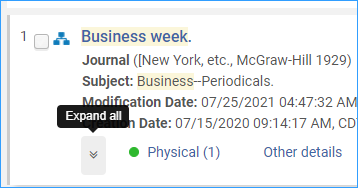 1 Business week.
Journal ([New York, etc., McGraw-Hill 1929)
Subject: Business--Periodicals.
Modification Date: 07/25/2021 04:47:32 AM
Expand all
Creation Date: 07/15/2020 09:14:17 AM, CD
Physical (1) Other details